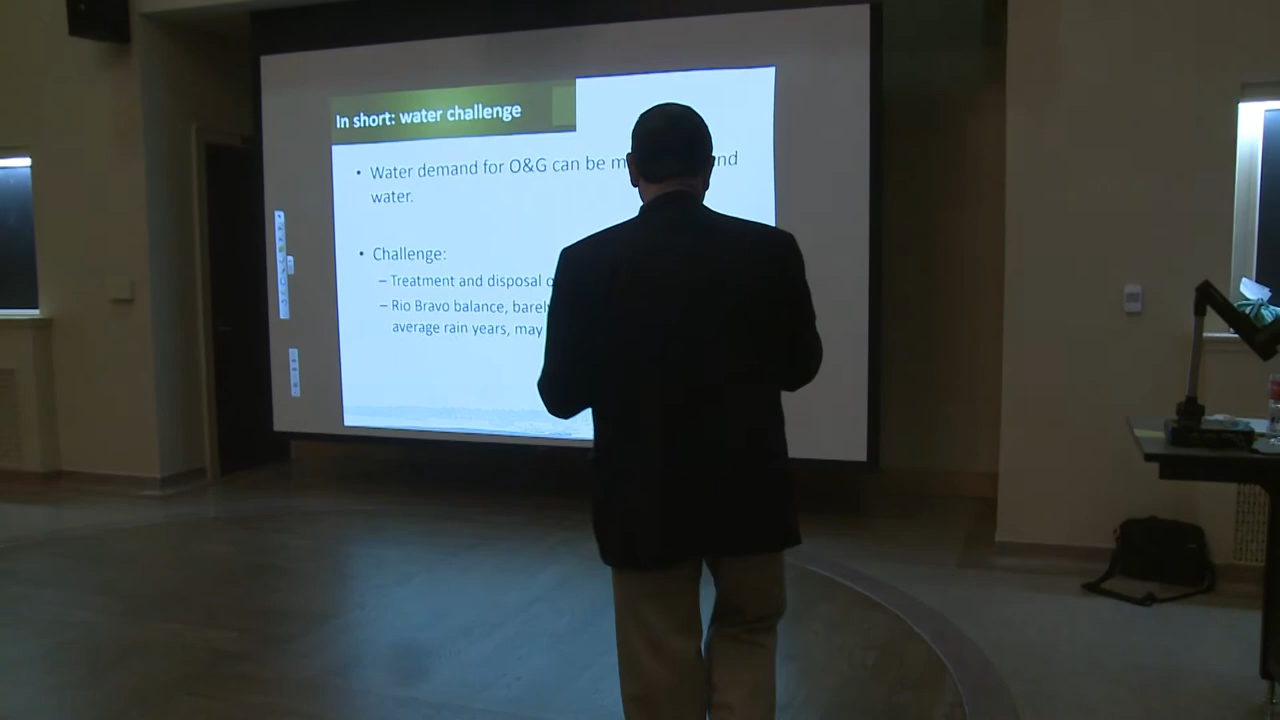 In short: water challenge
• Water demand for O&G can be
water.
• Challenge:
– Treatment and disposal
– Rio Bravo balance,
average rain years, may